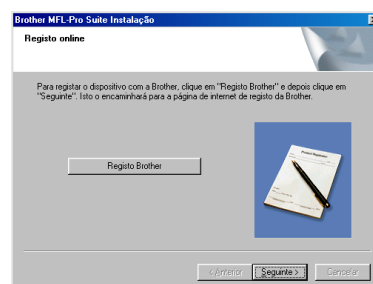 Brother MFL-Pro Suite Instalação
Registo online
Para registar o dispositivo com a Brother, clique em "Registo Brother" e depois clique em
"Seguinte". Isto o encaminhará para a página de internet de registo da Brother.
Product Registration
Registo Brother
< Anterior
Seguinte >
Cancelar